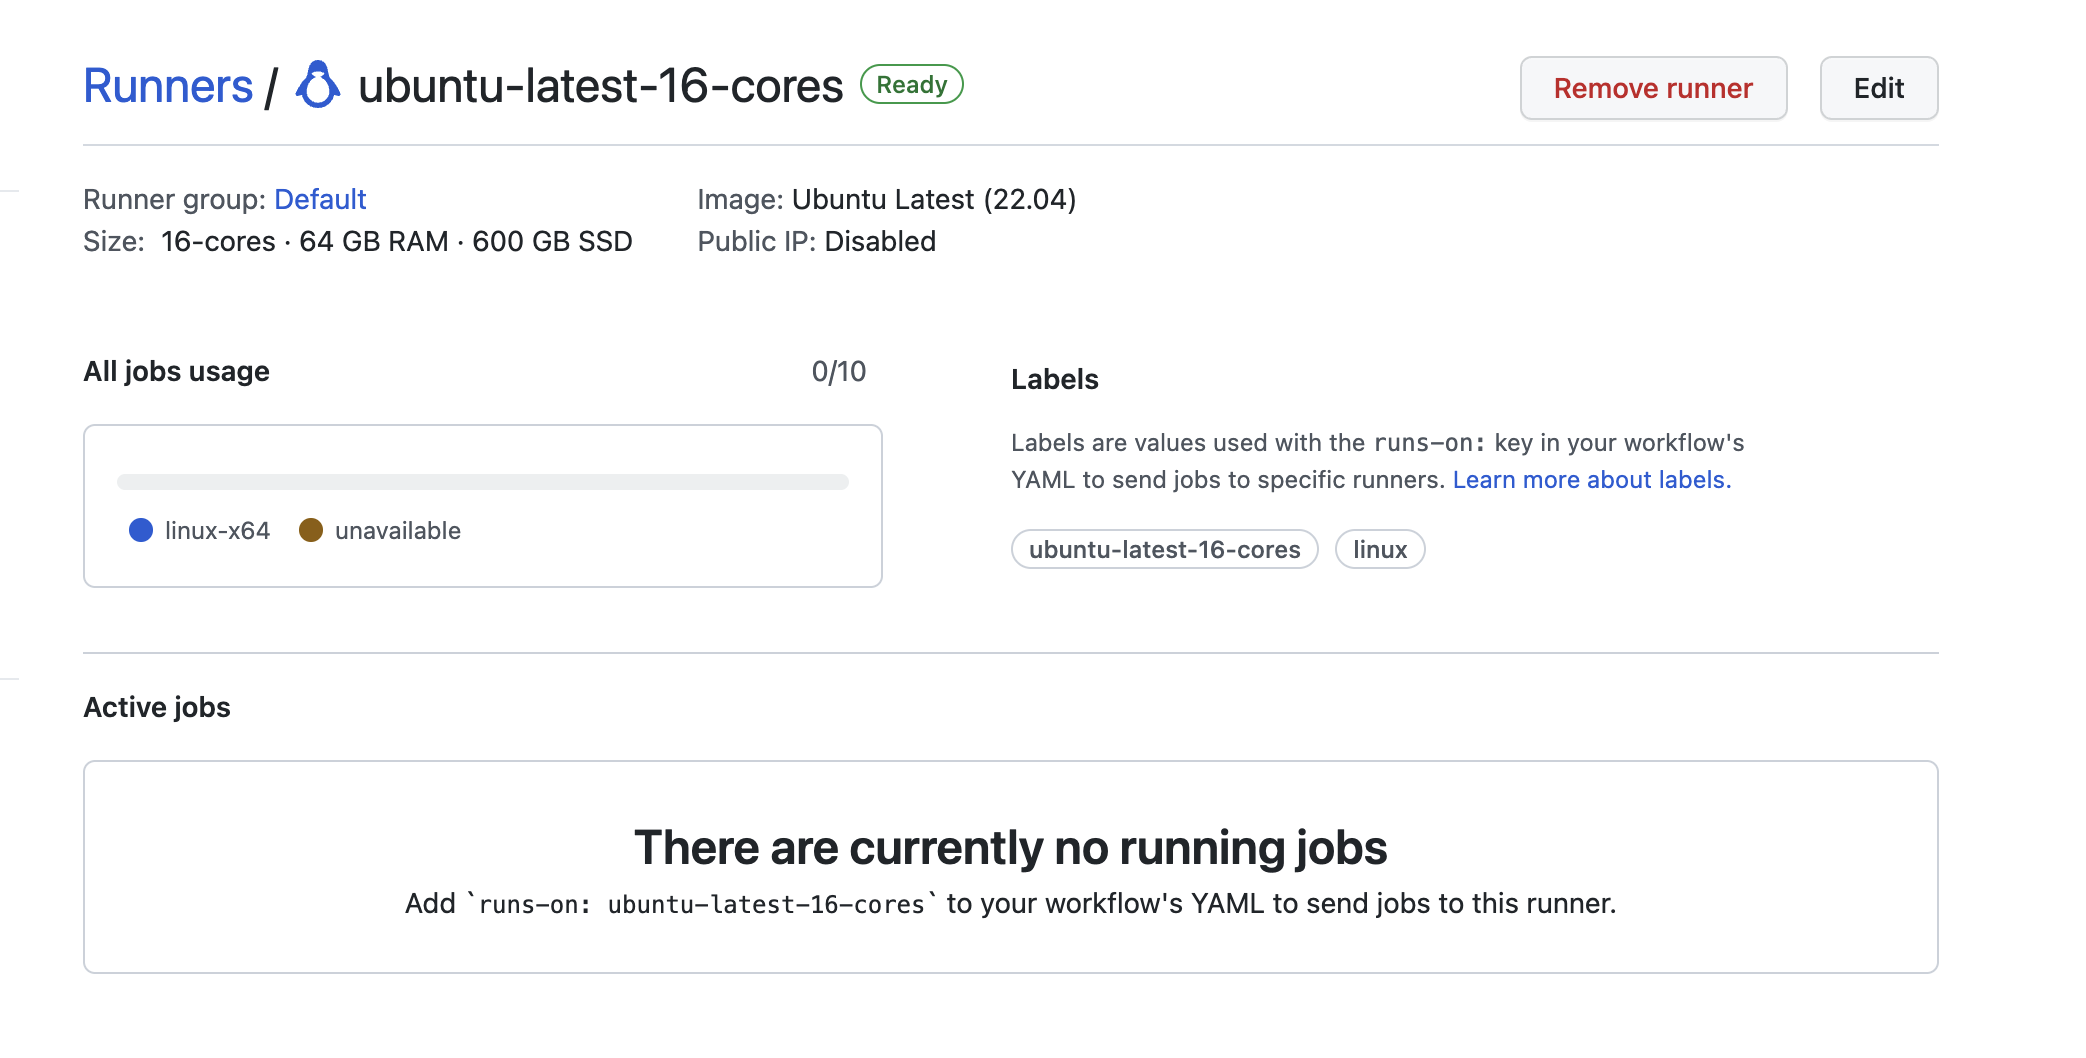 Runners / ubuntu-latest-16-cores Ready
Remove runner Edit
Runner group: Default
Size: 16-cores · 64 GB RAM · 600 GB SSD
Image: Ubuntu Latest (22.04)
Public IP: Disabled
All jobs usage 0/10
linux-x64 unavailable
Labels
Labels are values used with the runs-on: key in your workflow's
YAML to send jobs to specific runners. Learn more about labels.
ubuntu-latest-16-cores linux
Active jobs
There are currently no running jobs
Add `runs-on: ubuntu-latest-16-cores` to your workflow's YAML to send jobs to this runner.